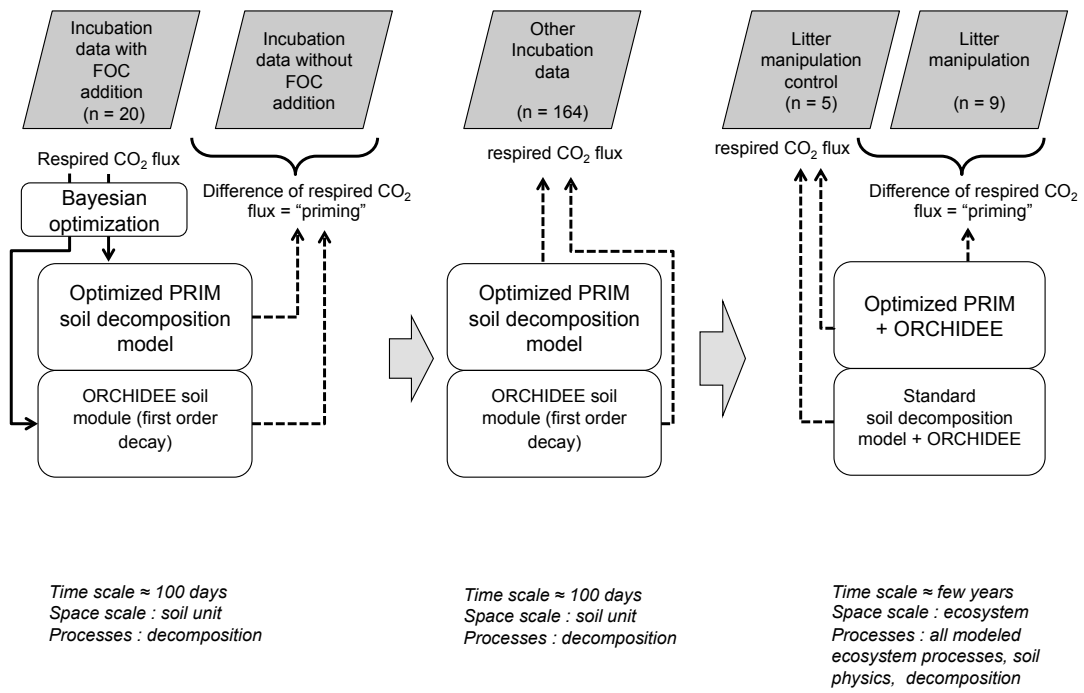 Incubation
data with
FOC
addition
(n = 20)
Incubation
data without
FOC
addition
Respired CO₂ flux
Bayesian
optimization
Difference of respired CO₂
flux = “priming”
Optimized PRIM
soil decomposition
model
ORCHIDEE soil
module (first order
decay)
Time scale ≈ 100 days
Space scale : soil unit
Processes : decomposition
Other
Incubation
data
(n = 164)
respired CO₂ flux
Optimized PRIM
soil decomposition
model
ORCHIDEE soil
module (first order
decay)
Time scale ≈ 100 days
Space scale : soil unit
Processes : decomposition
Litter
manipulation
control
(n = 5)
Litter
manipulation
(n = 9)
respired CO₂ flux
Difference of respired CO₂
flux = “priming”
Optimized PRIM
+ ORCHIDEE
Standard
soil decomposition
model + ORCHIDEE
Time scale ≈ few years
Space scale : ecosystem
Processes : all modeled
ecosystem processes, soil
physics, decomposition